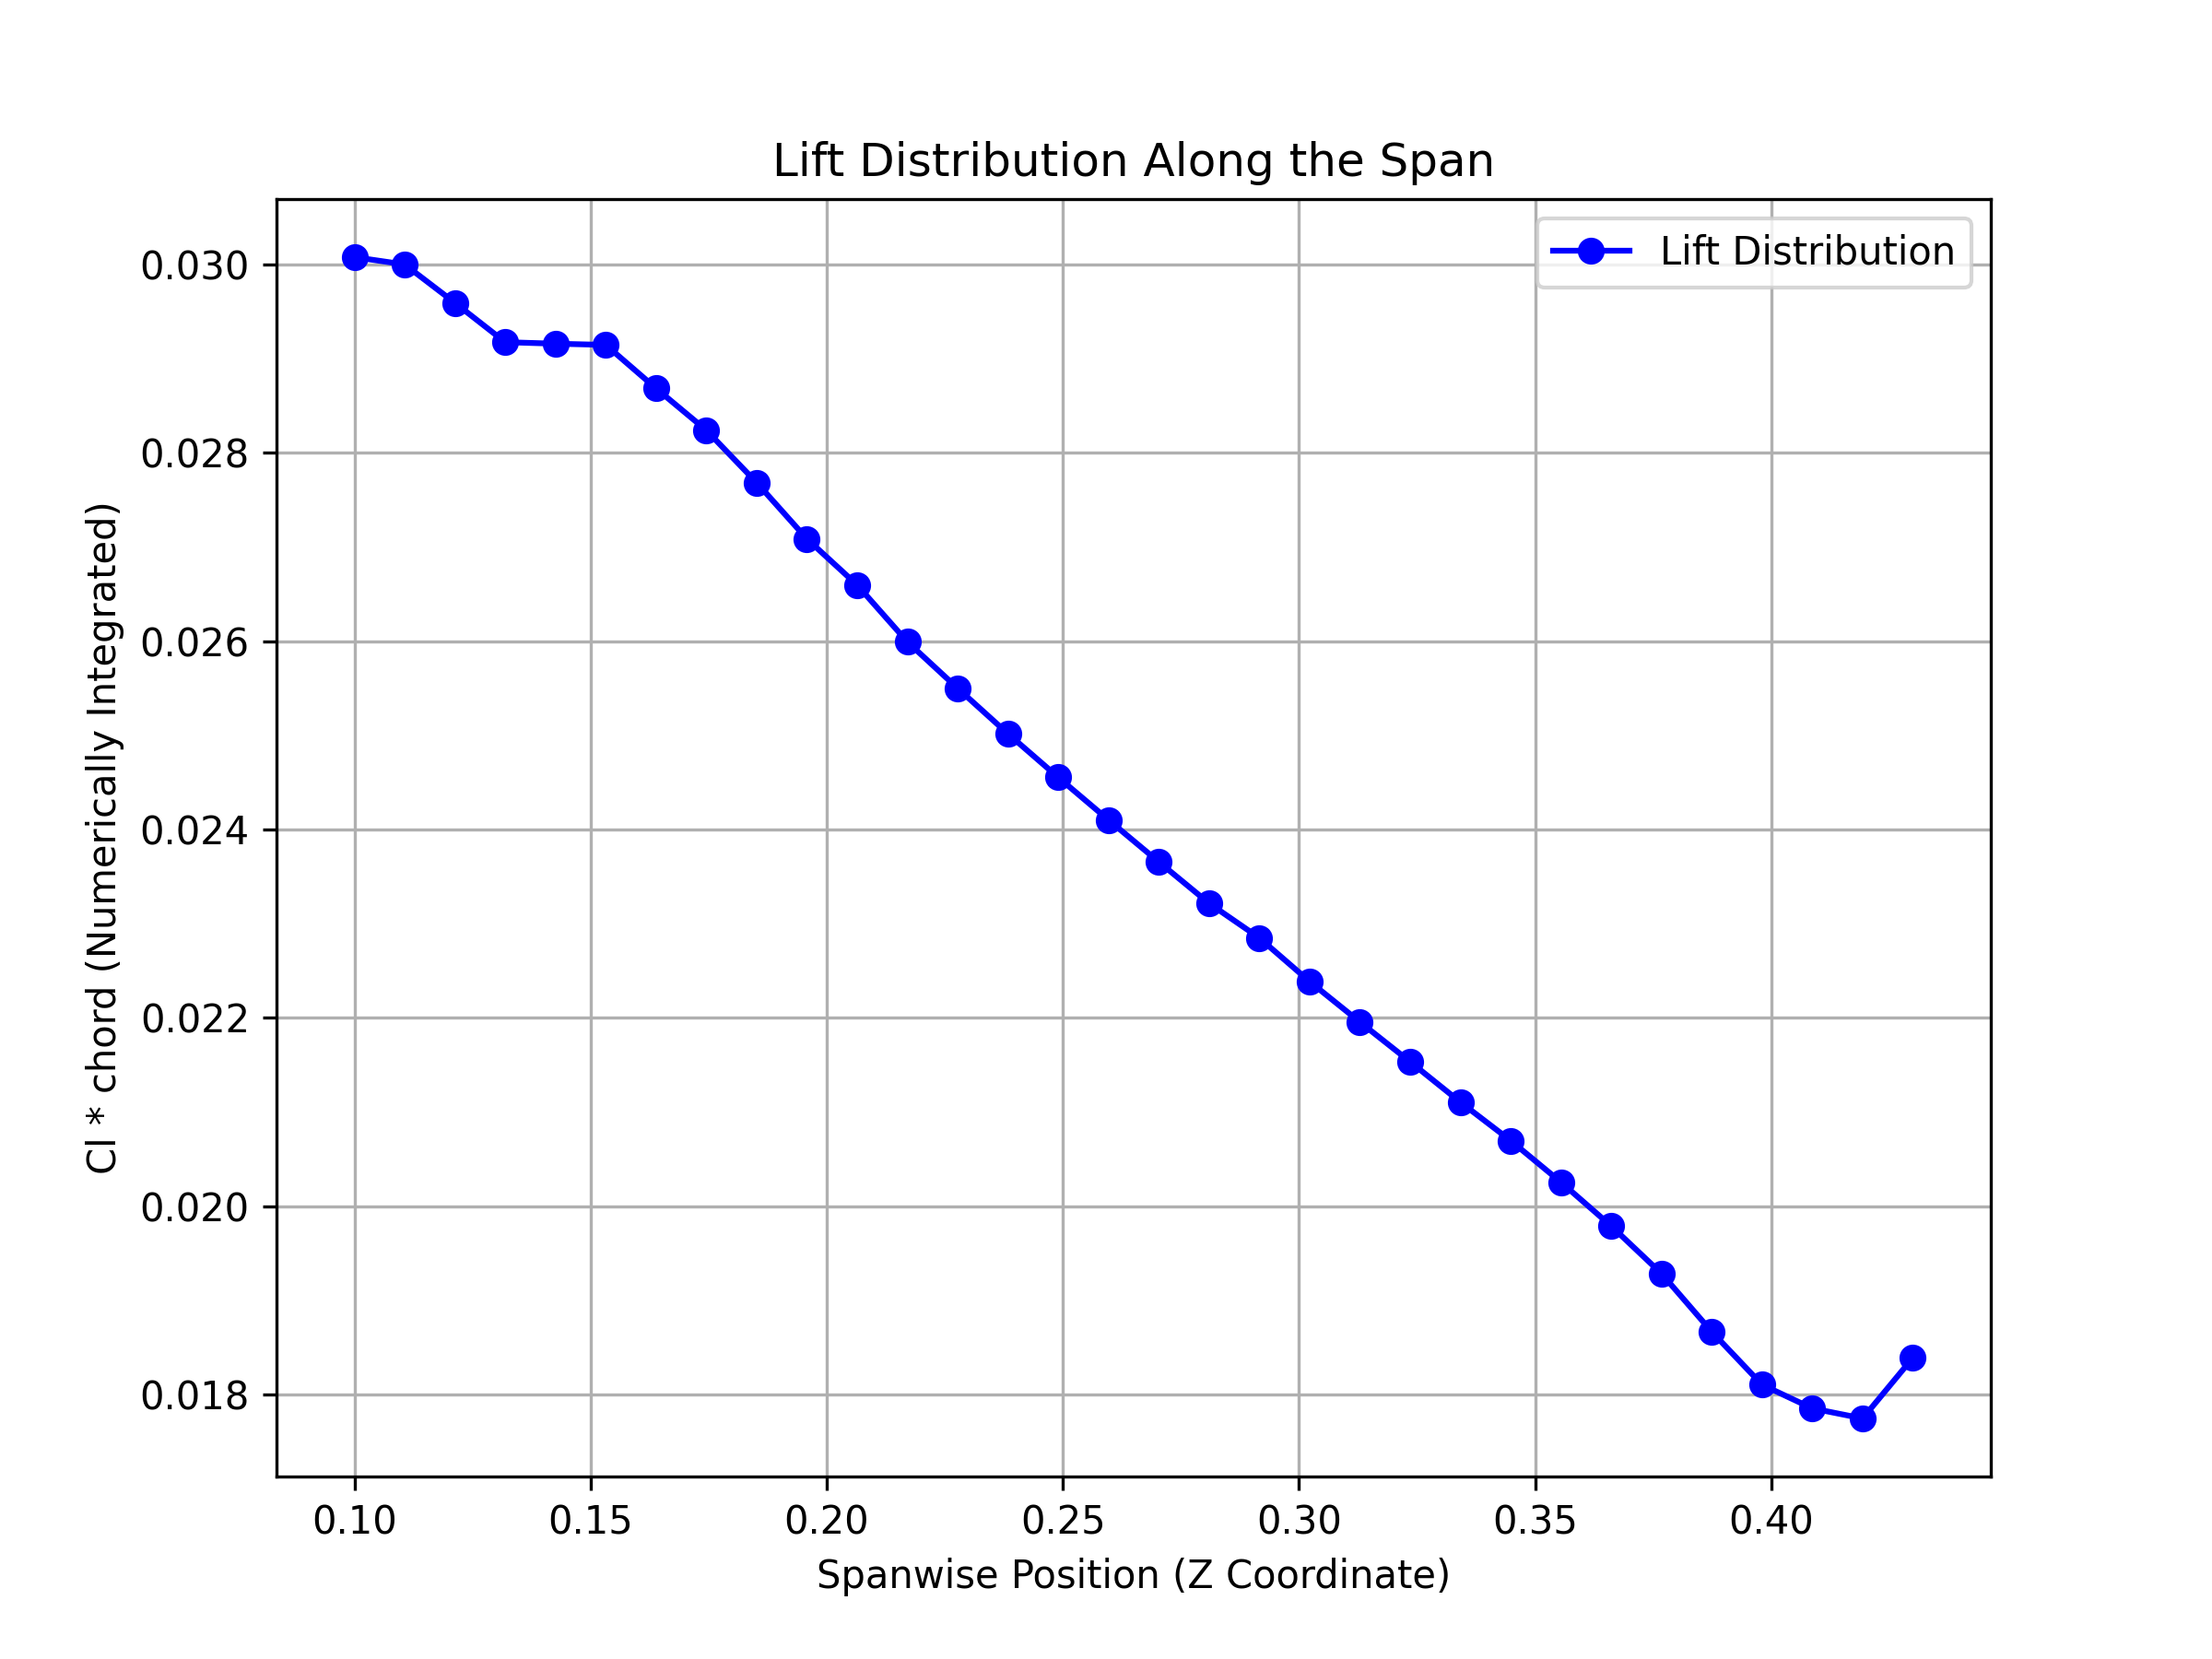 Lift Distribution Along the Span
Lift Distribution
0.030
0.028
0.026
0.024
0.022
0.020
0.018
Cl * chord (Numerically Integrated)
0.10 0.15 0.20 0.25 0.30 0.35 0.40
Spanwise Position (Z Coordinate)